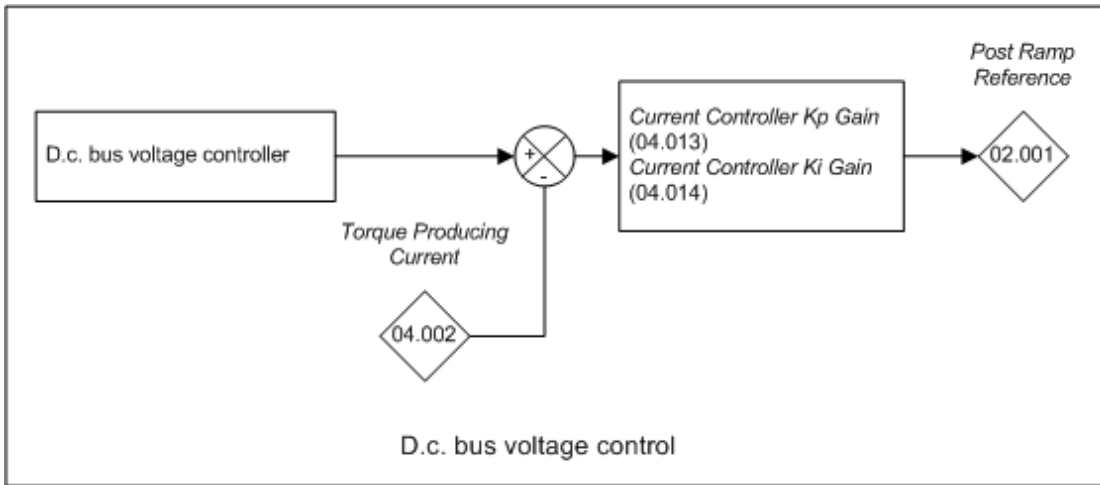 Post Ramp
Reference
D.c. bus voltage controller
+
-
Current Controller Kp Gain
(04.013)
Current Controller Ki Gain
(04.014)
02.001
Torque Producing
Current
04.002
D.c. bus voltage control